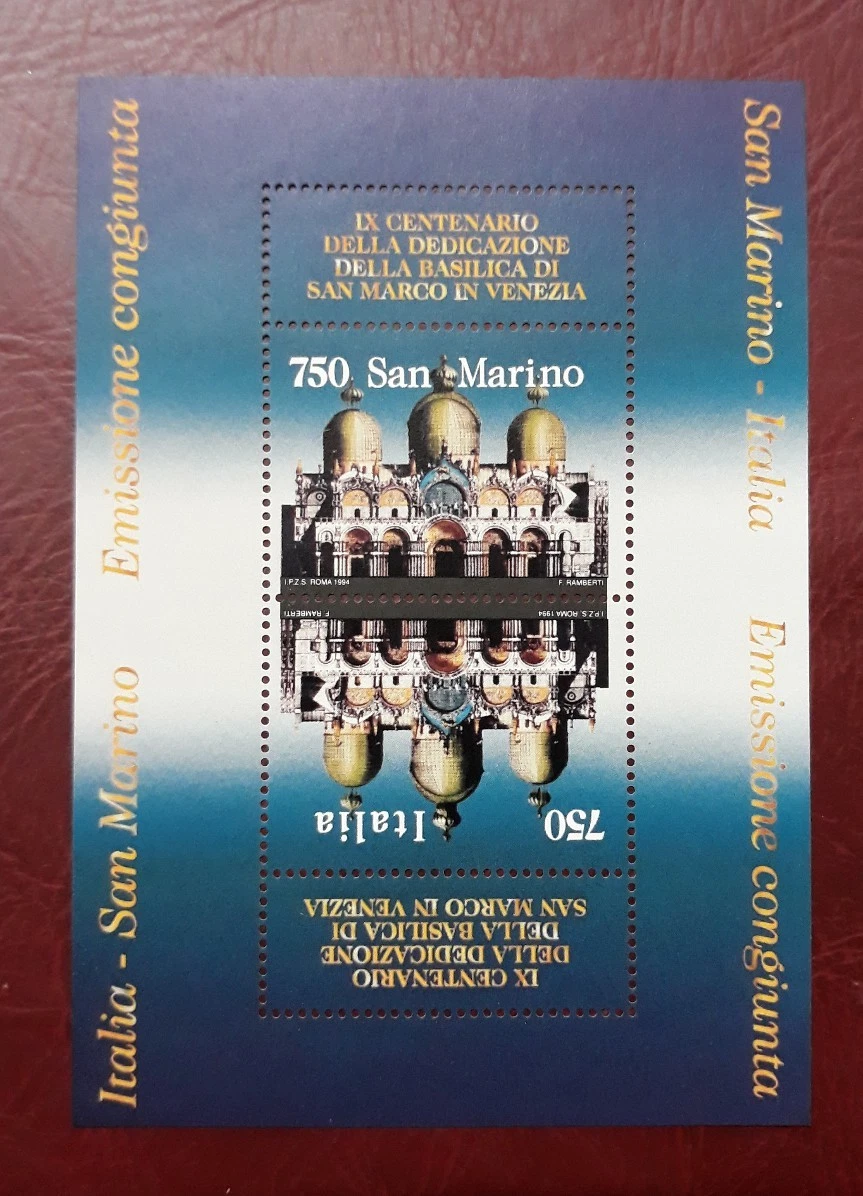 Italia - San Marino Emissione congiunta
San Marino - Italia Emissione congiunta
IX CENTENARIO
DELLA DEDICAZIONE
DELLA BASILICA DI
SAN MARCO IN VENEZIA
750 San Marino
I.P.Z.S. ROMA 1994 F. RAMBERTI
I.P.Z.S. ROMA 1994 F. RAMBERTI
750 Italia
IX CENTENARIO
DELLA DEDICAZIONE
DELLA BASILICA DI
SAN MARCO IN VENEZIA